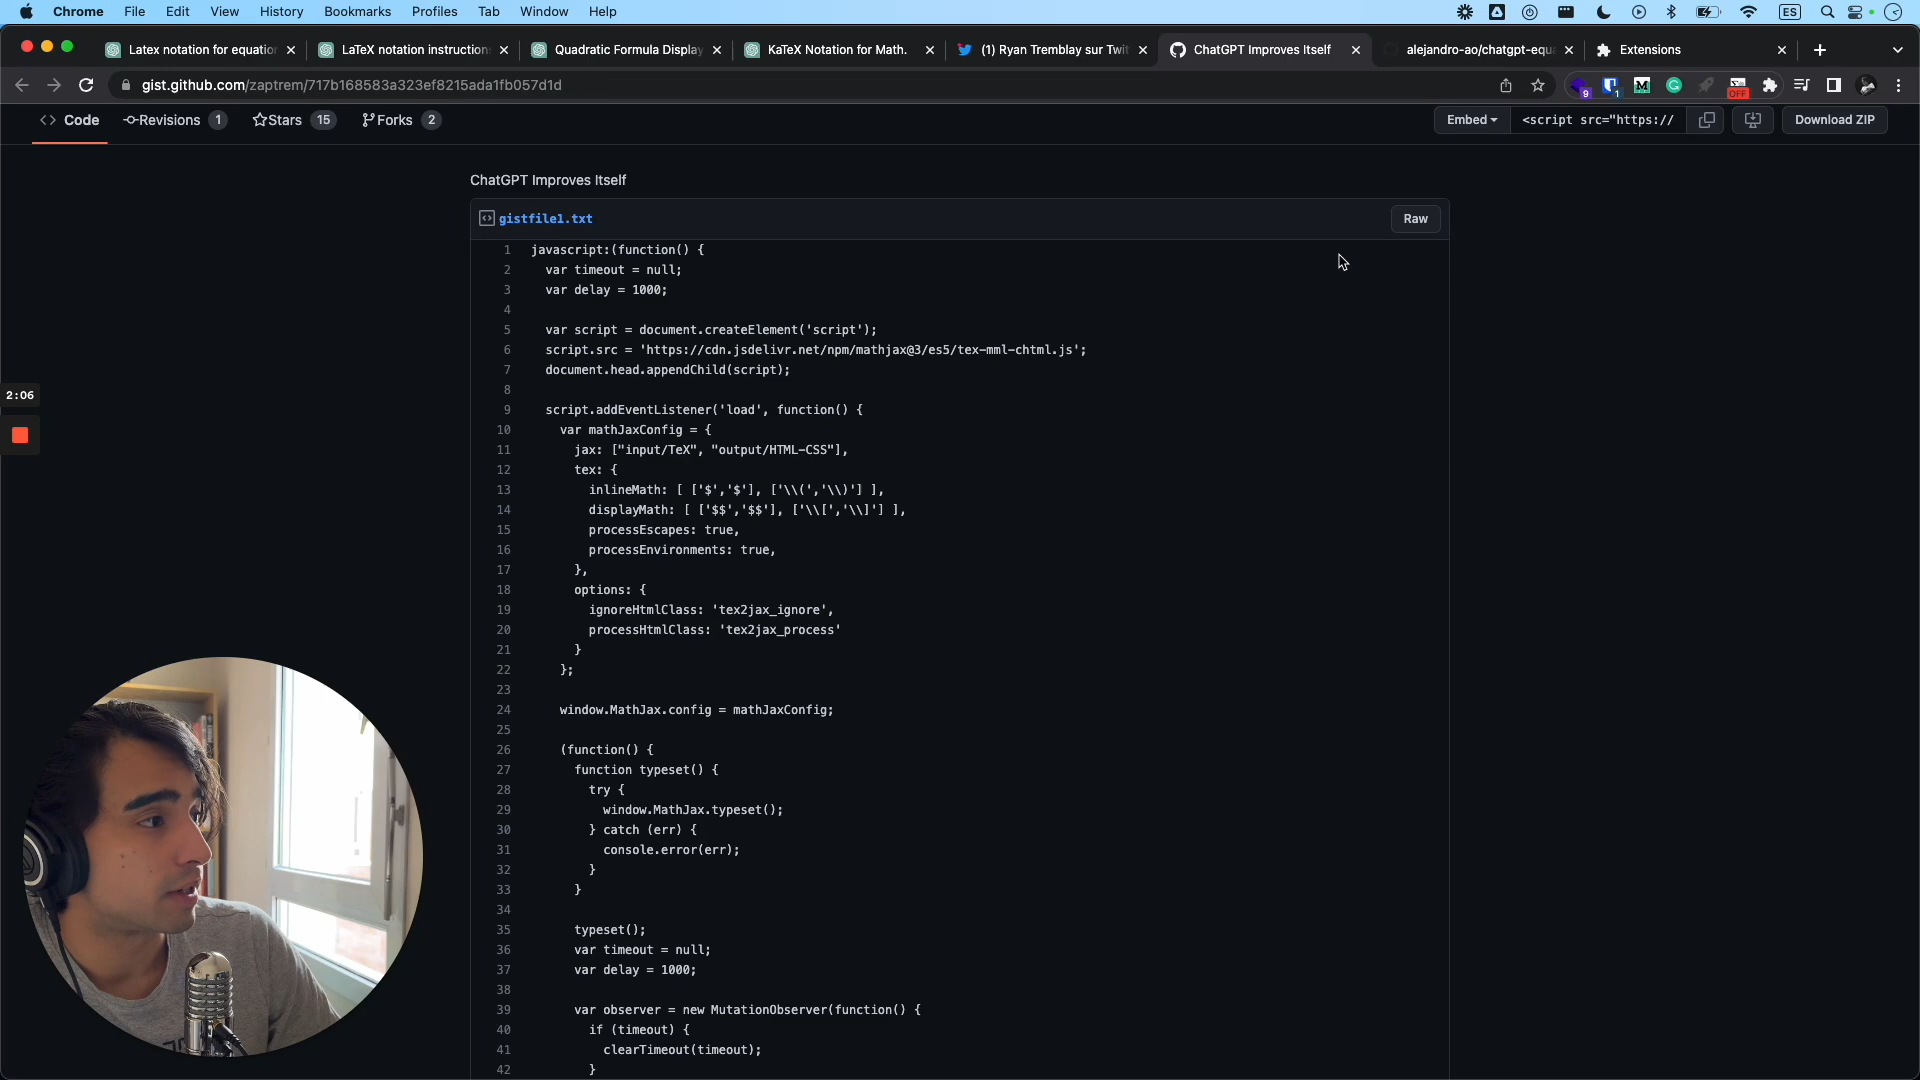 Chrome File Edit View History Bookmarks Profiles Tab Window Help ES
Latex notation for equatio LaTeX notation instruction Quadratic Formula Display KaTeX Notation for Math. (1) Ryan Tremblay sur Twit ChatGPT Improves Itself alejandro-ao/chatgpt-equa Extensions
gist.github.com/zaptrem/717b168583a323ef8215ada1fb057d1d 9 1 OFF
Code Revisions 1 Stars 15 Forks 2 Embed <script src="https:// Download ZIP
ChatGPT Improves Itself
gistfile1.txt Raw
1 javascript:(function() {
2 var timeout = null;
3 var delay = 1000;
4
5 var script = document.createElement('script');
6 script.src = 'https://cdn.jsdelivr.net/npm/mathjax@3/es5/tex-mml-chtml.js';
7 document.head.appendChild(script);
8
9 script.addEventListener('load', function() {
10 var mathJaxConfig = {
11 jax: ["input/TeX", "output/HTML-CSS"],
12 tex: {
13 inlineMath: [ ['$','$'], ['\\(','\\)'] ],
14 displayMath: [ ['$$','$$'], ['\\[','\\]'] ],
15 processEscapes: true,
16 processEnvironments: true,
17 },
18 options: {
19 ignoreHtmlClass: 'tex2jax_ignore',
20 processHtmlClass: 'tex2jax_process'
21 }
22 };
23
24 window.MathJax.config = mathJaxConfig;
25
26 (function() {
27 function typeset() {
28 try {
29 window.MathJax.typeset();
30 } catch (err) {
31 console.error(err);
32 }
33 }
34
35 typeset();
36 var timeout = null;
37 var delay = 1000;
38
39 var observer = new MutationObserver(function() {
40 if (timeout) {
41 clearTimeout(timeout);
42 }
2:06